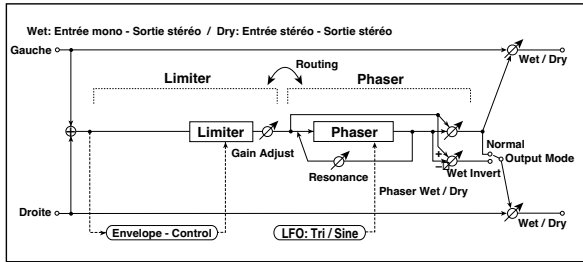 Wet: Entrée mono - Sortie stéréo / Dry: Entrée stéréo - Sortie stéréo
Gauche
Wet / Dry
Routing
Limiter
Phaser
Limiter
Phaser
Gain Adjust
Resonance
+
−
Wet Invert
Normal
Output Mode
Phaser Wet / Dry
Droite
Wet / Dry
Envelope - Control
LFO: Tri / Sine